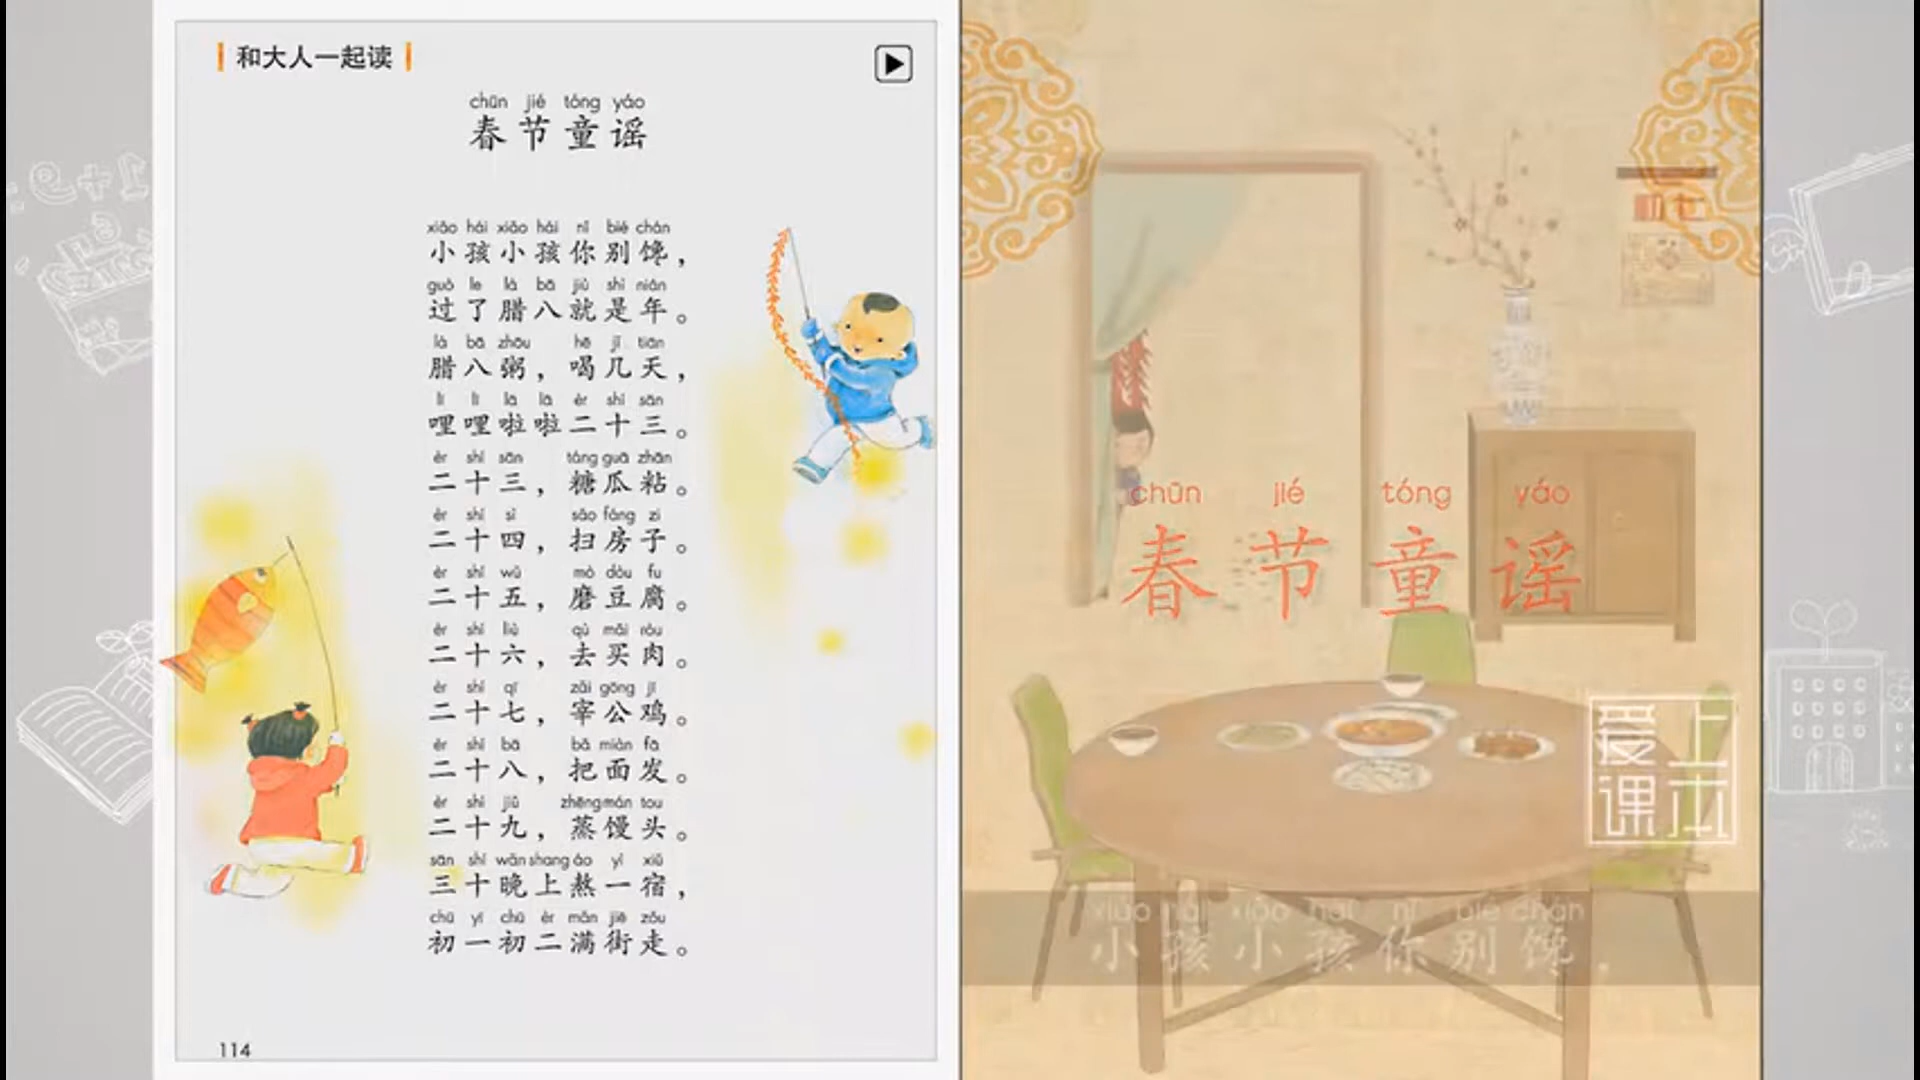 和大人一起读
chūn jié tóng yáo
春节童谣
xiǎo hái xiǎo hái nǐ bié chán
小孩小孩你别馋，
guò le là bā jiù shì nián
过了腊八就是年。
là bā zhōu hē jǐ tiān
腊八粥，喝几天，
lī lī lā lā èr shí sān
哩哩啦啦二十三。
èr shí sān táng guā zhān
二十三，糖瓜粘。
èr shí sì sǎo fáng zi
二十四，扫房子。
èr shí wǔ mò dòu fu
二十五，磨豆腐。
èr shí liù qù mǎi ròu
二十六，去买肉。
èr shí qī zǎi gōng jī
二十七，宰公鸡。
èr shí bā bǎ miàn fā
二十八，把面发。
èr shí jiǔ zhēng mán tou
二十九，蒸馒头。
sān shí wǎn shang áo yì xiǔ
三十晚上熬一宿，
chū yī chū èr mǎn jiē zǒu
初一初二满街走。
114
chūn jié tóng yáo
春节童谣
爱上
课本
xiǎo hái xiǎo hái nǐ bié chán
小孩小孩你别馋，